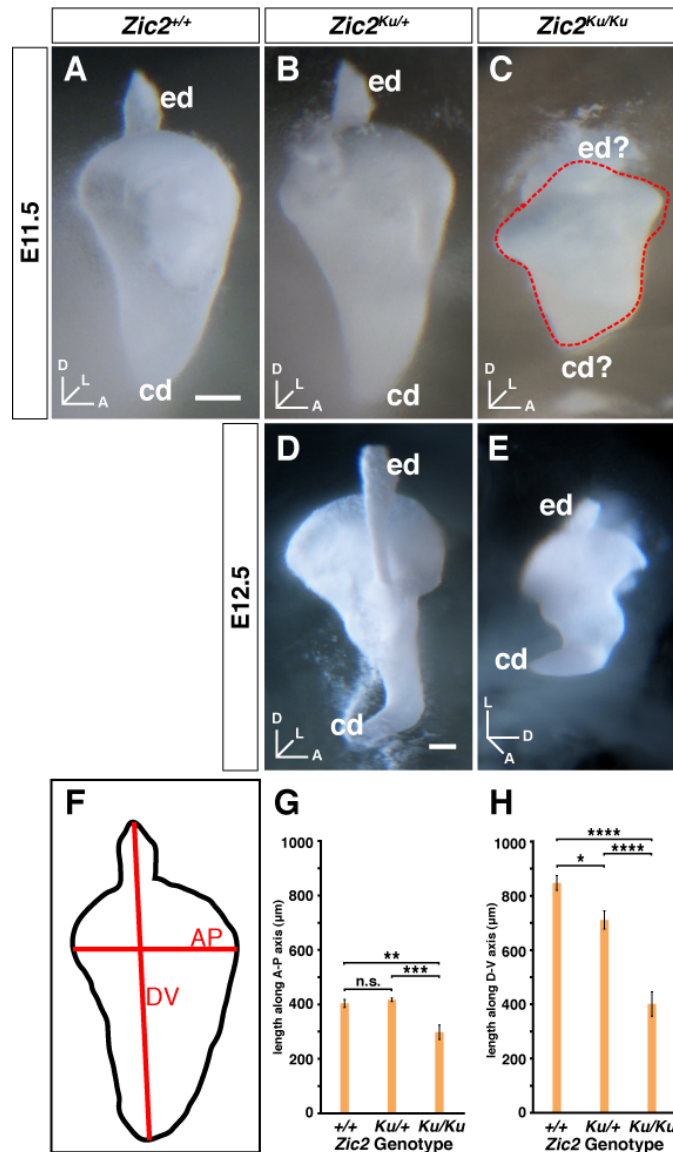 Zic2+/+ Zic2Ku/+ Zic2Ku/Ku
E11.5
A ed D L A cd
B ed D L A cd
C ed? D L A cd?
E12.5
D ed D L A cd
E ed L D A cd
F AP DV
G
1000
800
600
400
200
0
length along A-P axis (µm)
**
***
n.s.
+/+ Ku/+ Ku/Ku
Zic2 Genotype
H
1000
800
600
400
200
0
length along D-V axis (µm)
****
****
*
+/+ Ku/+ Ku/Ku
Zic2 Genotype